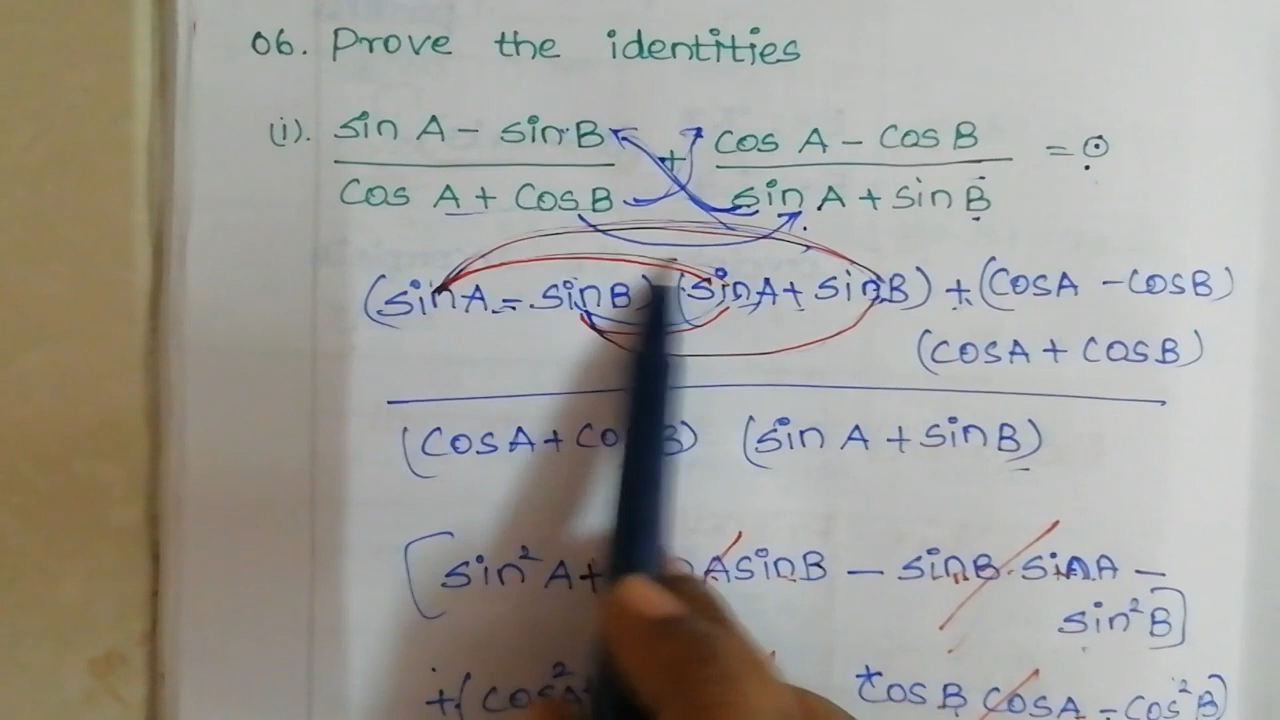 06. Prove the identities
(i). sin A - sin B + cos A - cos B = 0
cos A + cos B sin A + sin B
(sin A - sin B) (sin A + sin B) + (cos A - cos B)
(cos A + cos B)
(cos A + co B) (sin A + sin B)
[sin²A + A sin B - sin B. sin A -
sin²B]
+( cos²A cos B cos A - cos²B)